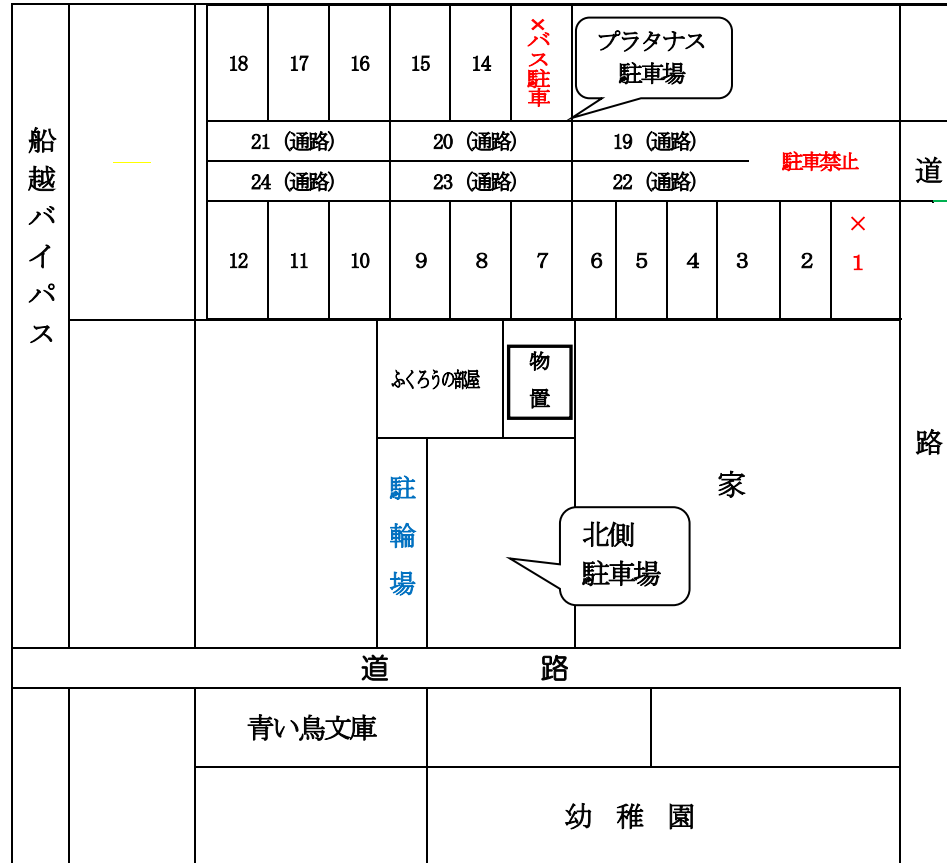 船越バイパス
18 17 16 15 14 ×バス駐車
プラタナス
駐車場
21 (通路) 20 (通路) 19 (通路)
駐車禁止
24 (通路) 23 (通路) 22 (通路)
道
12 11 10 9 8 7 6 5 4 3 2 ×
1
ふくろうの部屋
物置
路
家
駐輪場
北側
駐車場
道 路
青い鳥文庫
幼 稚 園